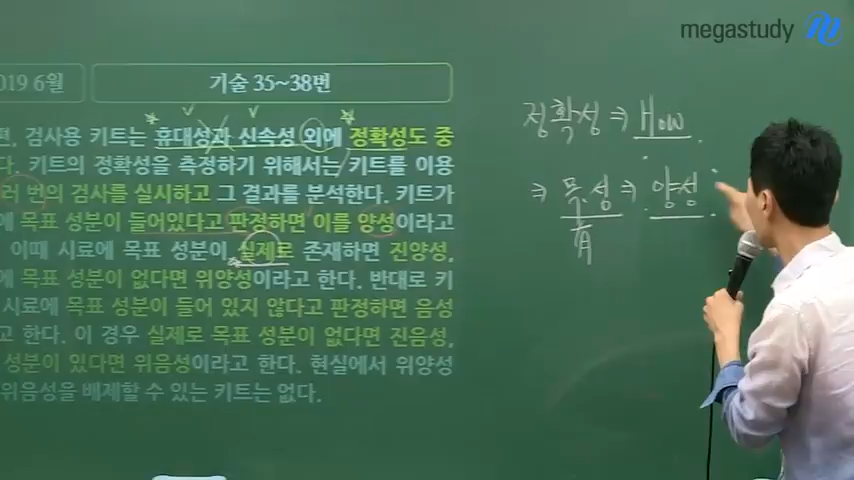 megastudy
019 6월
기술 35~38번
편, 검사용 키트는 휴대성과 신속성 외에 정확성도 중
다. 키트의 정확성을 측정하기 위해서는 키트를 이용
러 번의 검사를 실시하고 그 결과를 분석한다. 키트가
에 목표 성분이 들어있다고 판정하면 이를 양성이라고
이때 시료에 목표 성분이 실제로 존재하면 진양성,
에 목표 성분이 없다면 위양성이라고 한다. 반대로 키
시료에 목표 성분이 들어 있지 않다고 판정하면 음성
고 한다. 이 경우 실제로 목표 성분이 없다면 진음성,
성분이 있다면 위음성이라고 한다. 현실에서 위양성
위음성을 배제할 수 있는 키트는 없다.
정확성 ⇒ How
⇒ 목.성 ⇒ 양성
有